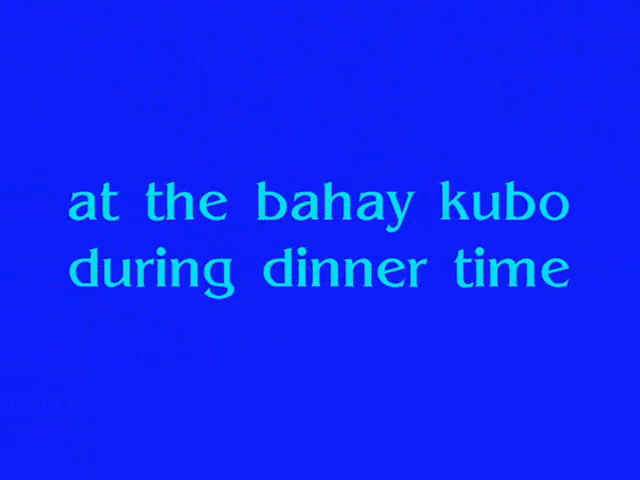 at the bahay kubo
during dinner time